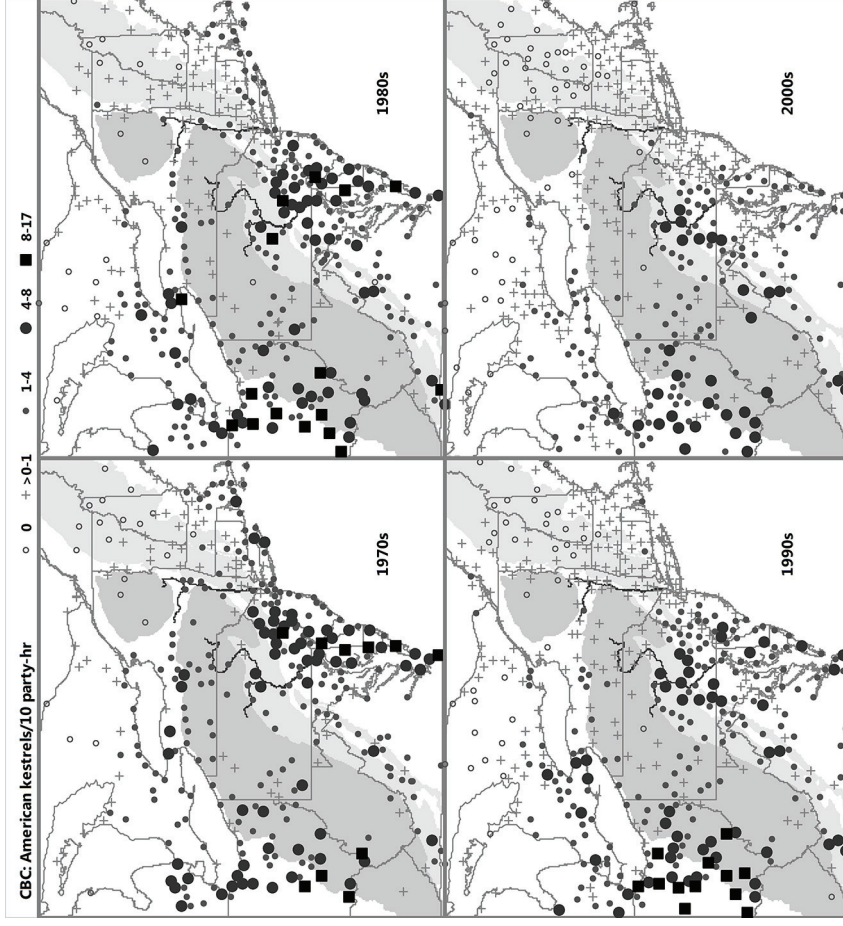 CBC: American kestrels/10 party-hr
0 >0-1 1-4 4-8 8-17
1970s
1980s
1990s
2000s